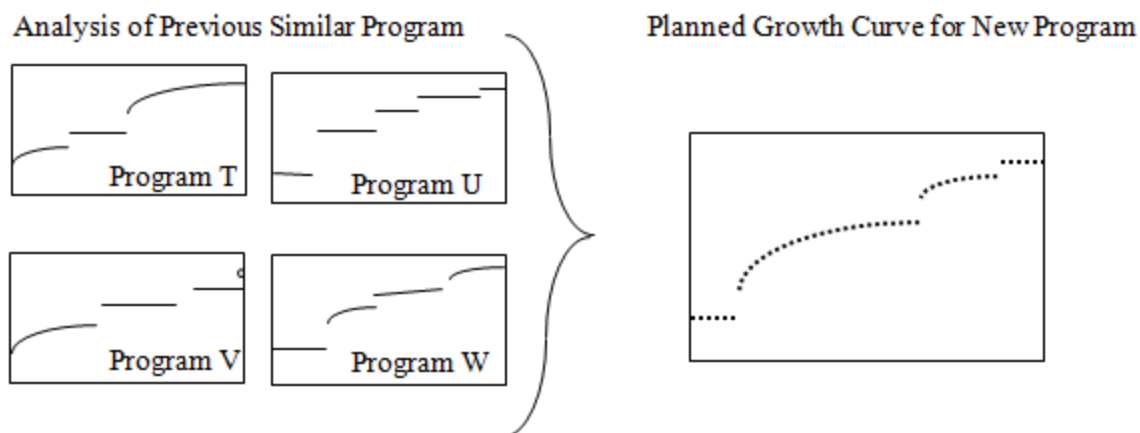 Analysis of Previous Similar Program
Planned Growth Curve for New Program
Program T
Program U
Program V
Program W